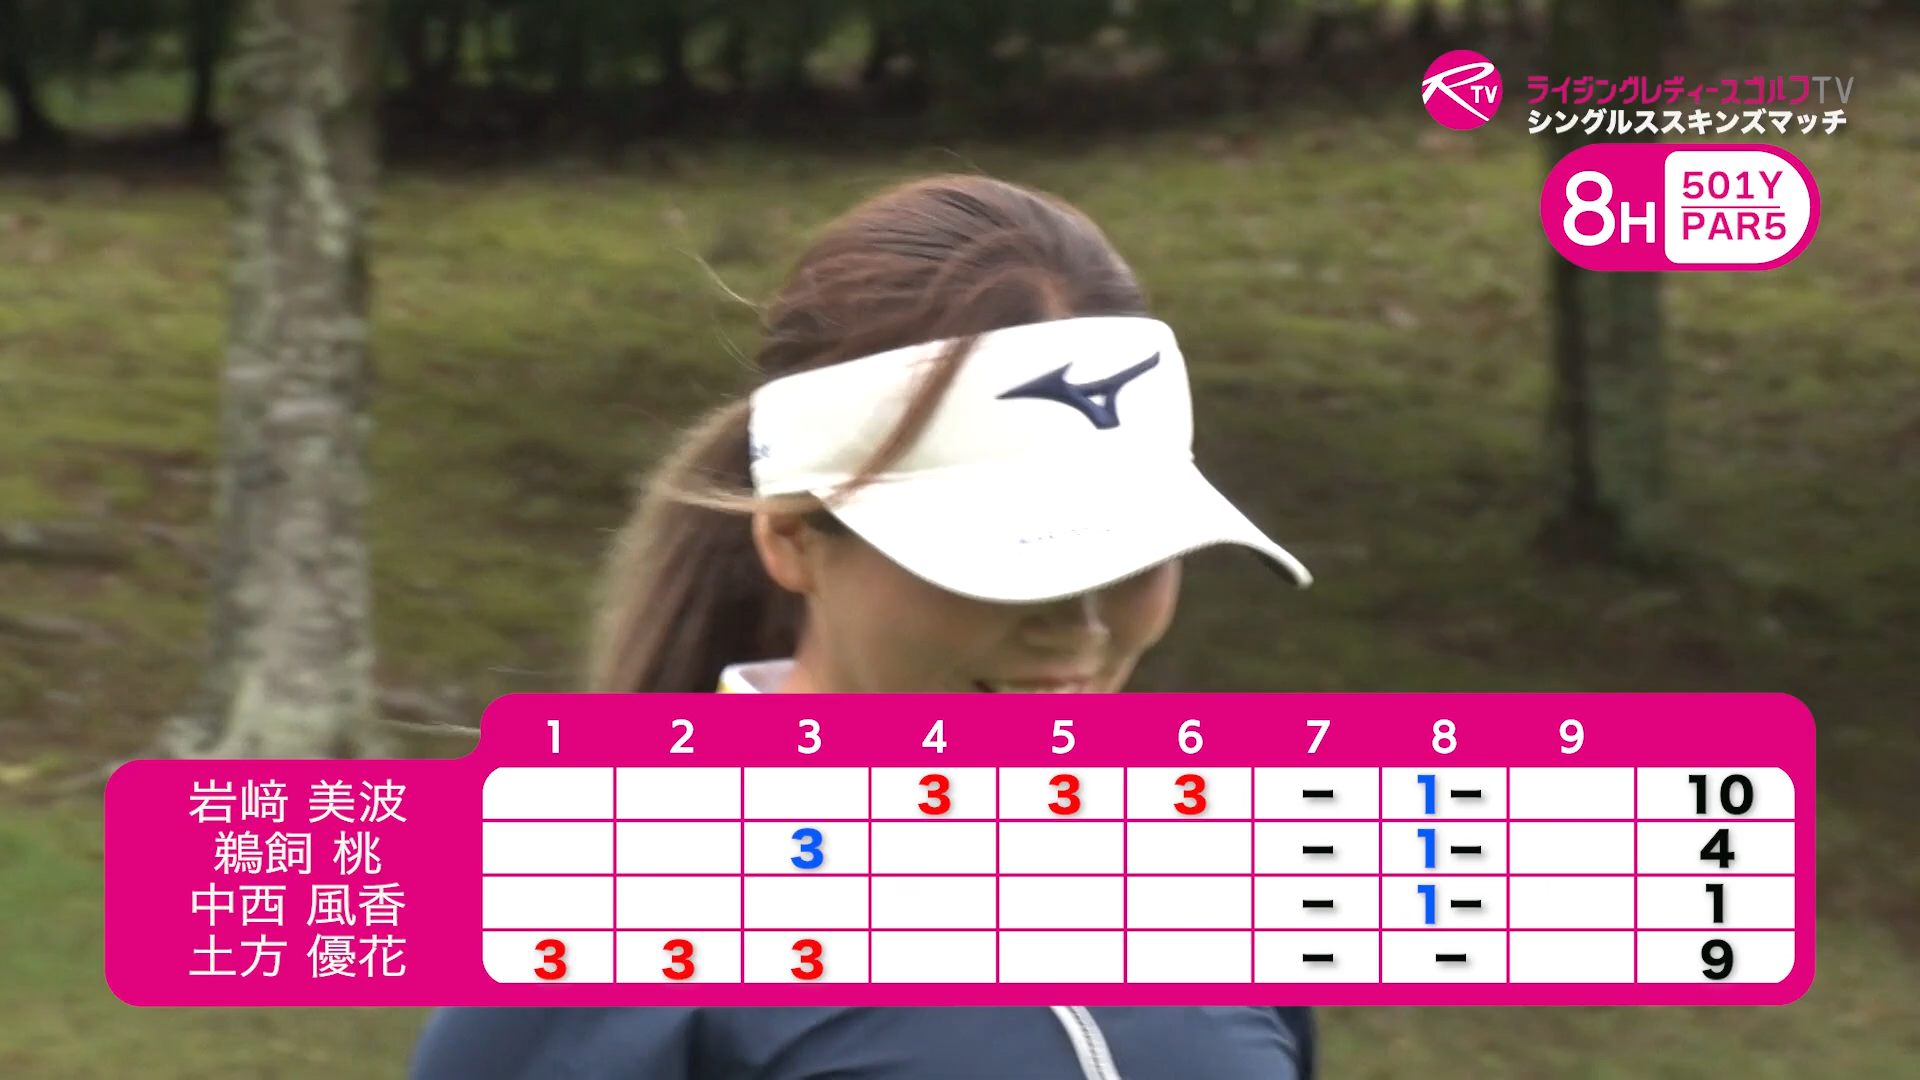 RTV
ライジングレディースゴルフTV
シングルススキンズマッチ
8H 501Y PAR5
1 2 3 4 5 6 7 8 9
岩﨑 美波 3 3 3 – 1– 10
鵜飼 桃 3 – 1– 4
中西 風香 – 1– 1
土方 優花 3 3 3 – – 9